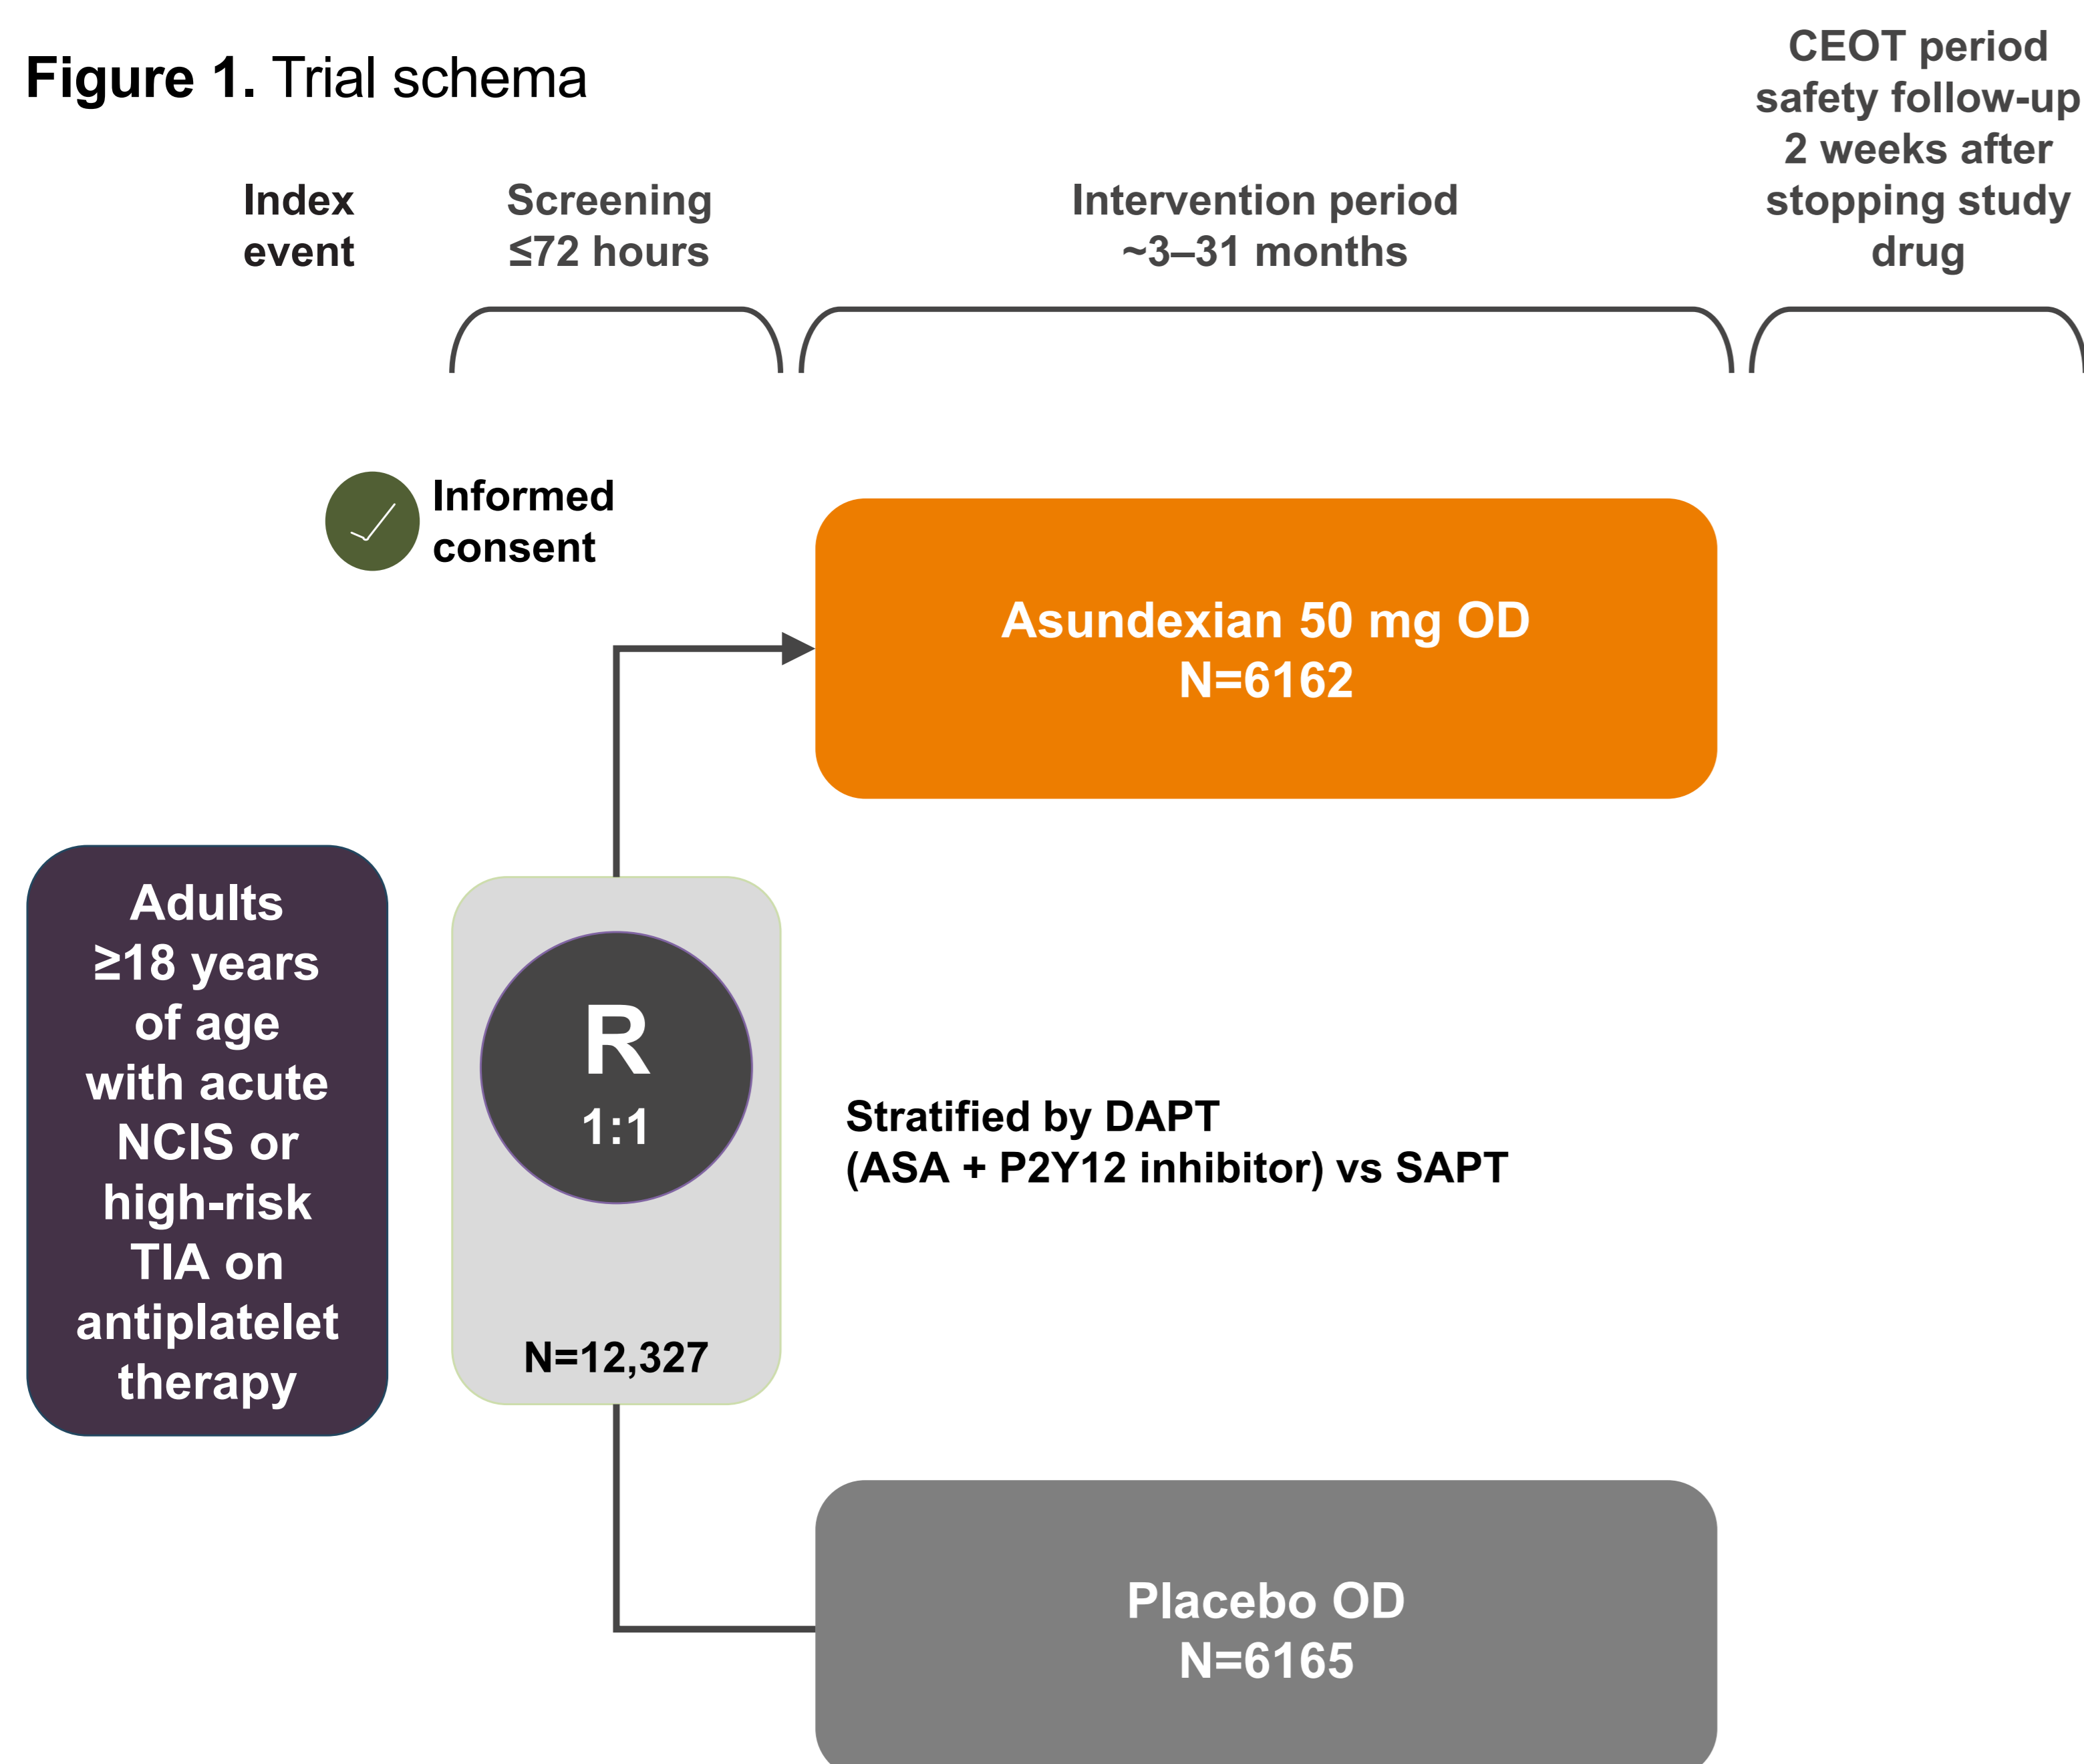 Figure 1. Trial schema
Index
event
Screening
≤72 hours
Intervention period
~3–31 months
CEOT period
safety follow-up
2 weeks after
stopping study
drug
Informed
consent
Asundexian 50 mg OD
N=6162
Adults
≥18 years
of age
with acute
NCIS or
high-risk
TIA on
antiplatelet
therapy
R
1:1
N=12,327
Stratified by DAPT
(ASA + P2Y12 inhibitor) vs SAPT
Placebo OD
N=6165